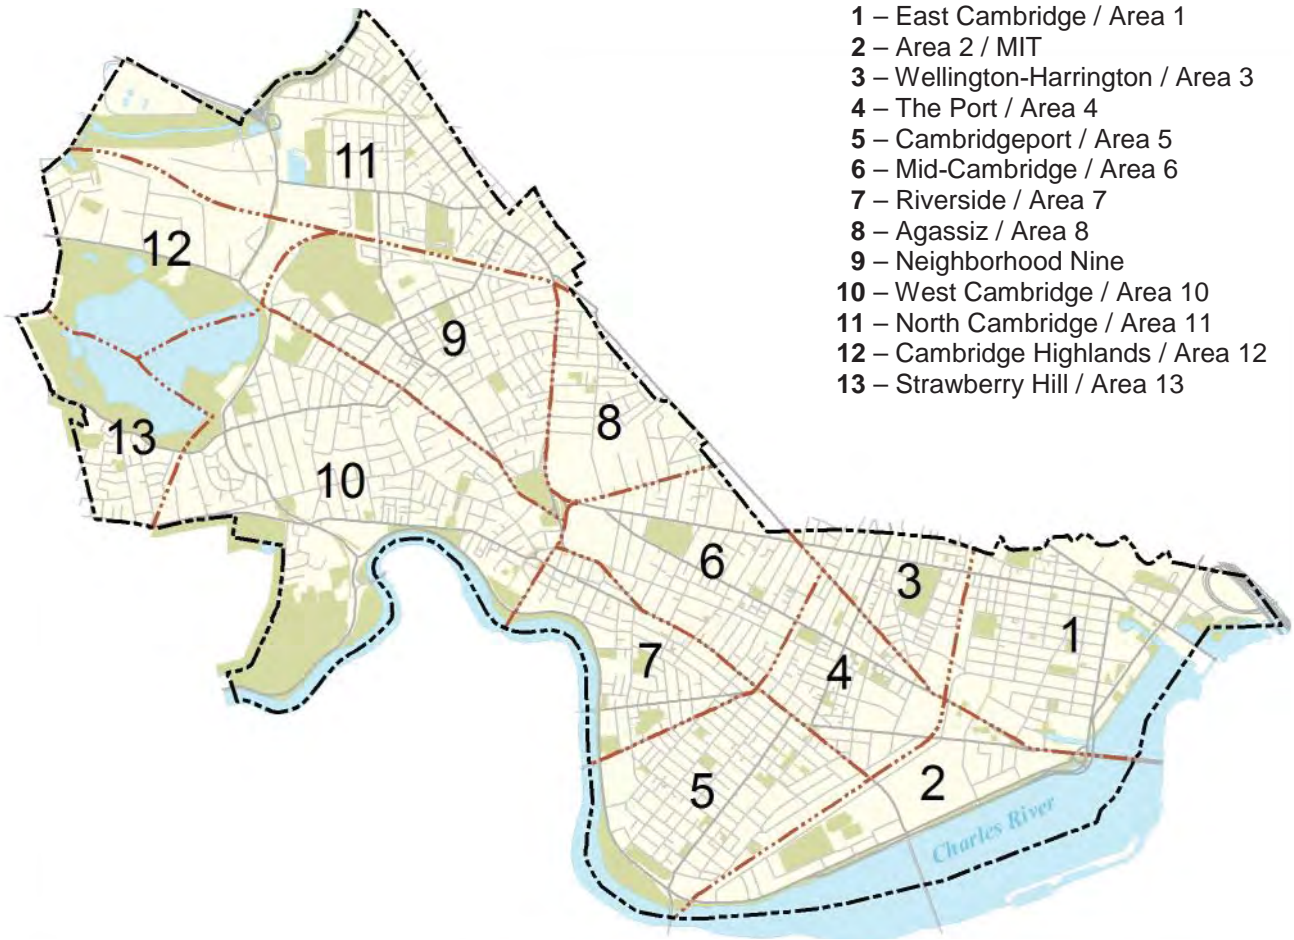 1 – East Cambridge / Area 1
2 – Area 2 / MIT
3 – Wellington-Harrington / Area 3
4 – The Port / Area 4
5 – Cambridgeport / Area 5
6 – Mid-Cambridge / Area 6
7 – Riverside / Area 7
8 – Agassiz / Area 8
9 – Neighborhood Nine
10 – West Cambridge / Area 10
11 – North Cambridge / Area 11
12 – Cambridge Highlands / Area 12
13 – Strawberry Hill / Area 13
11
12
9
8
13
10
6
3
1
7
4
5
2
Charles River